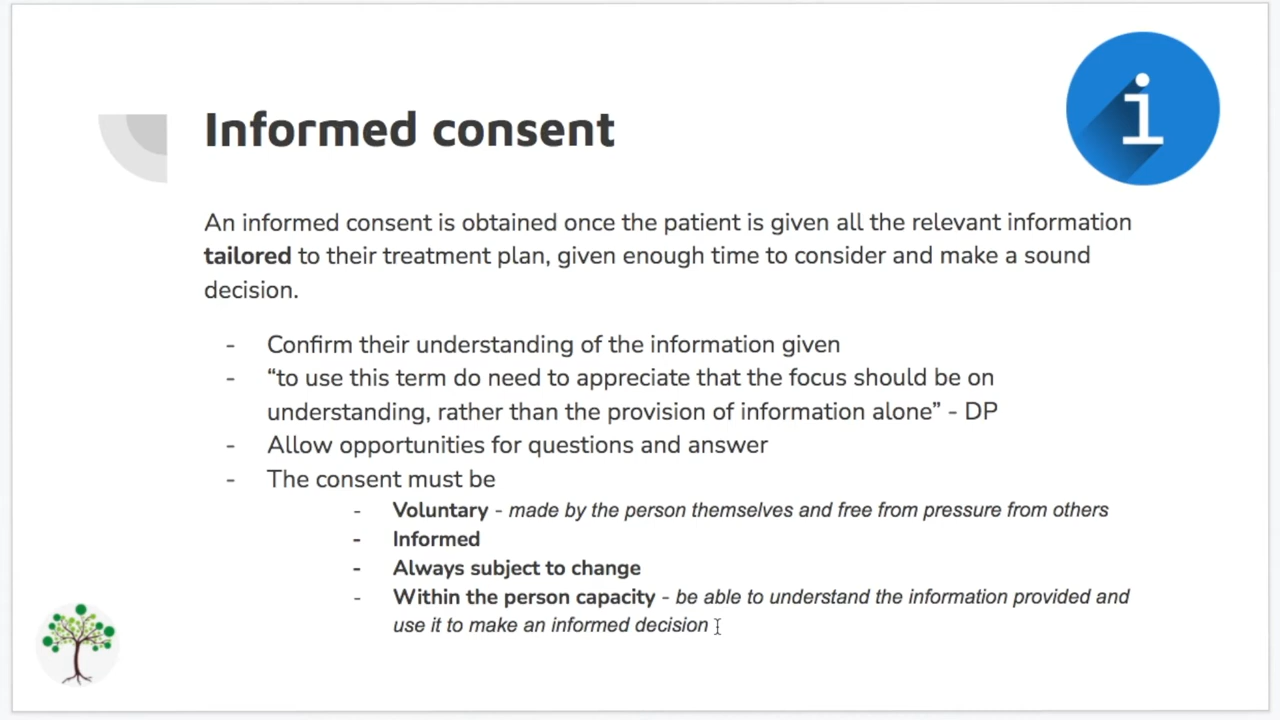 Informed consent
i
An informed consent is obtained once the patient is given all the relevant information
tailored to their treatment plan, given enough time to consider and make a sound
decision.
- Confirm their understanding of the information given
- “to use this term do need to appreciate that the focus should be on
understanding, rather than the provision of information alone” - DP
- Allow opportunities for questions and answer
- The consent must be
- Voluntary - made by the person themselves and free from pressure from others
- Informed
- Always subject to change
- Within the person capacity - be able to understand the information provided and
use it to make an informed decision